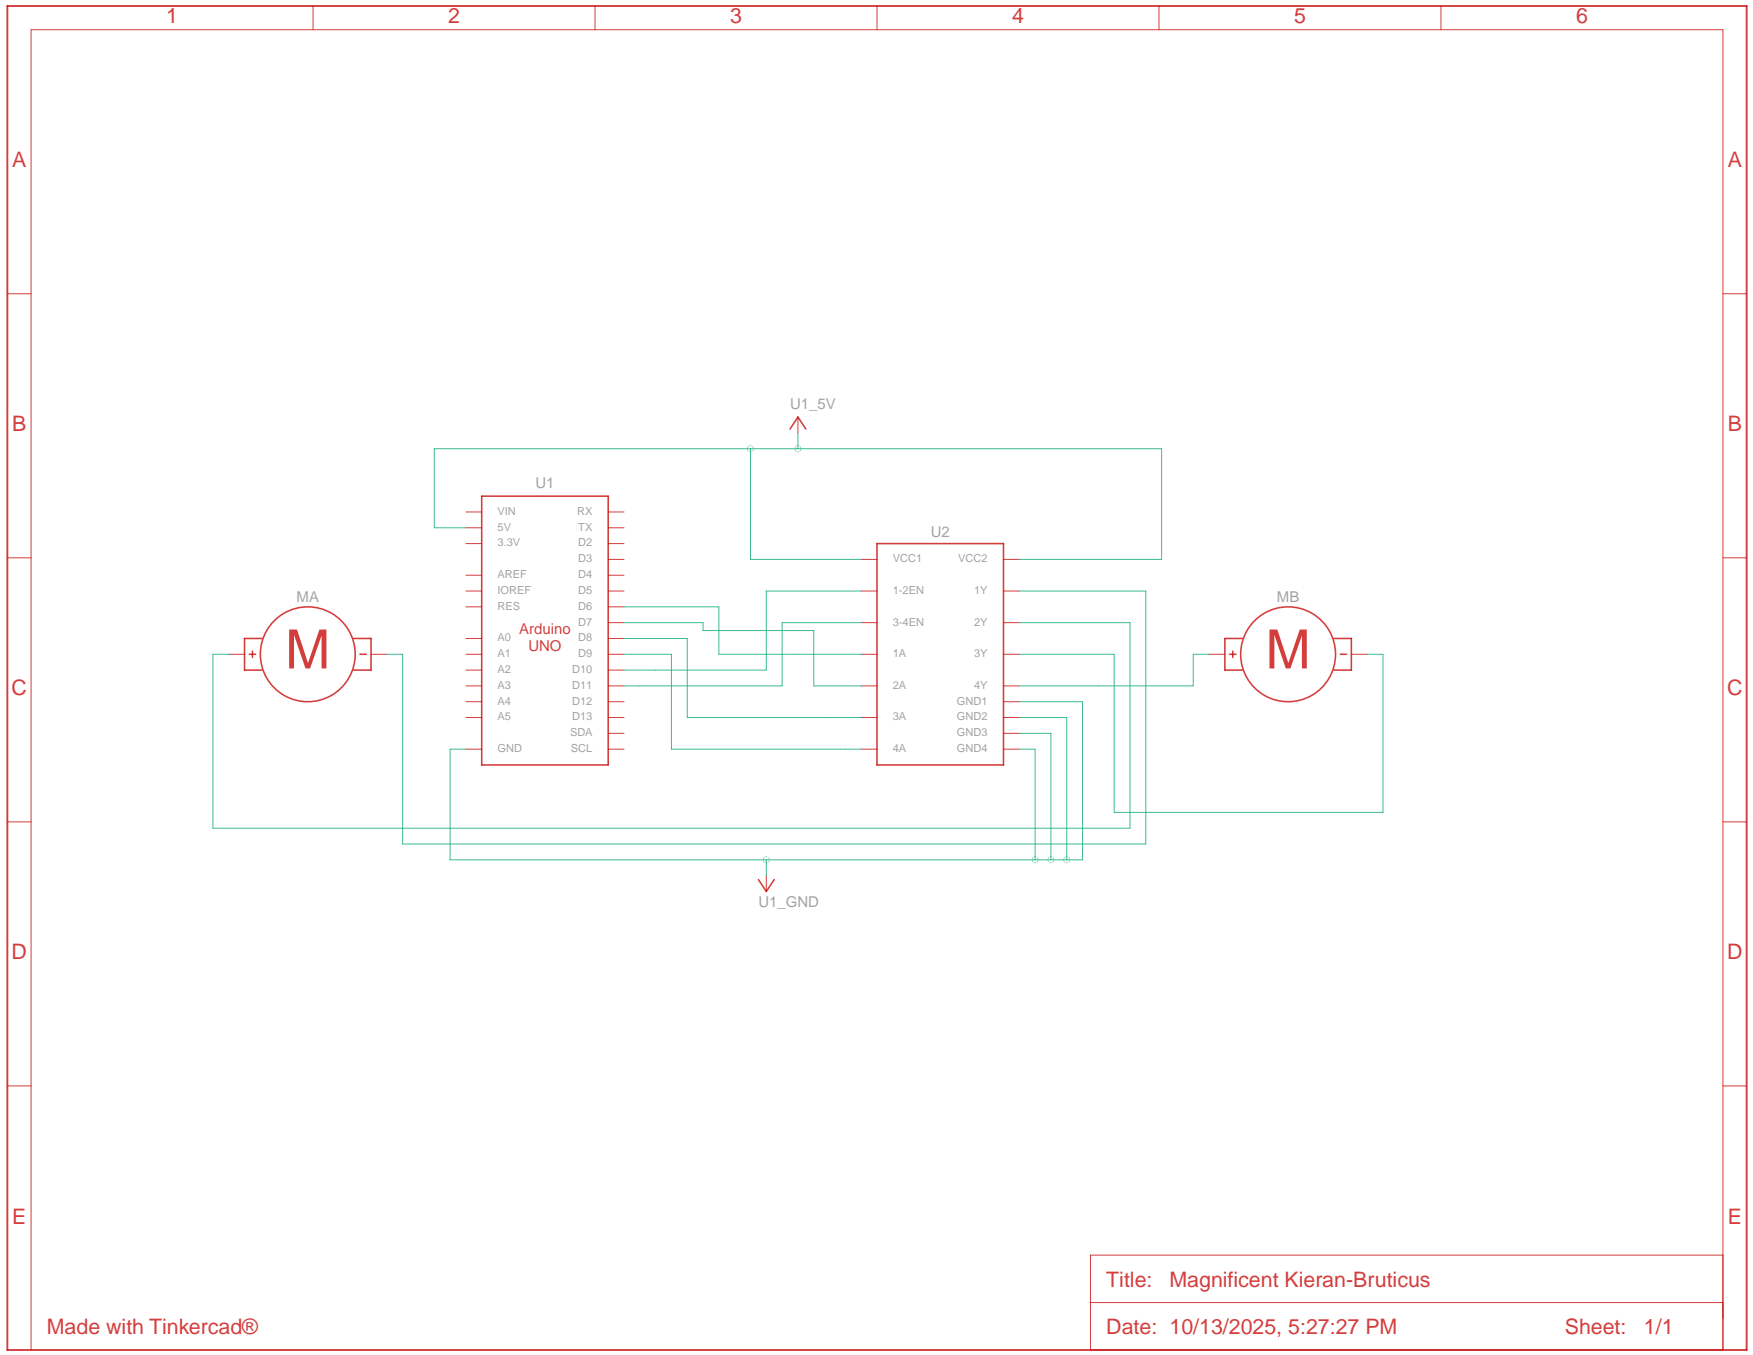 1 2 3 4 5 6
A A
B B
U1_5V
U1
VIN RX
5V TX
3.3V D2
D3
AREF D4
IOREF D5
RES D6
D7
A0 D8
A1 D9
A2 D10
A3 D11
A4 D12
A5 D13
SDA
GND SCL
Arduino
UNO
U2
VCC1 VCC2
1-2EN 1Y
3-4EN 2Y
1A 3Y
2A 4Y
GND1
3A GND2
GND3
4A GND4
MA
+ M -
MB
+ M -
C C
U1_GND
D D
E E
Title: Magnificent Kieran-Bruticus
Date: 10/13/2025, 5:27:27 PM Sheet: 1/1
Made with Tinkercad®